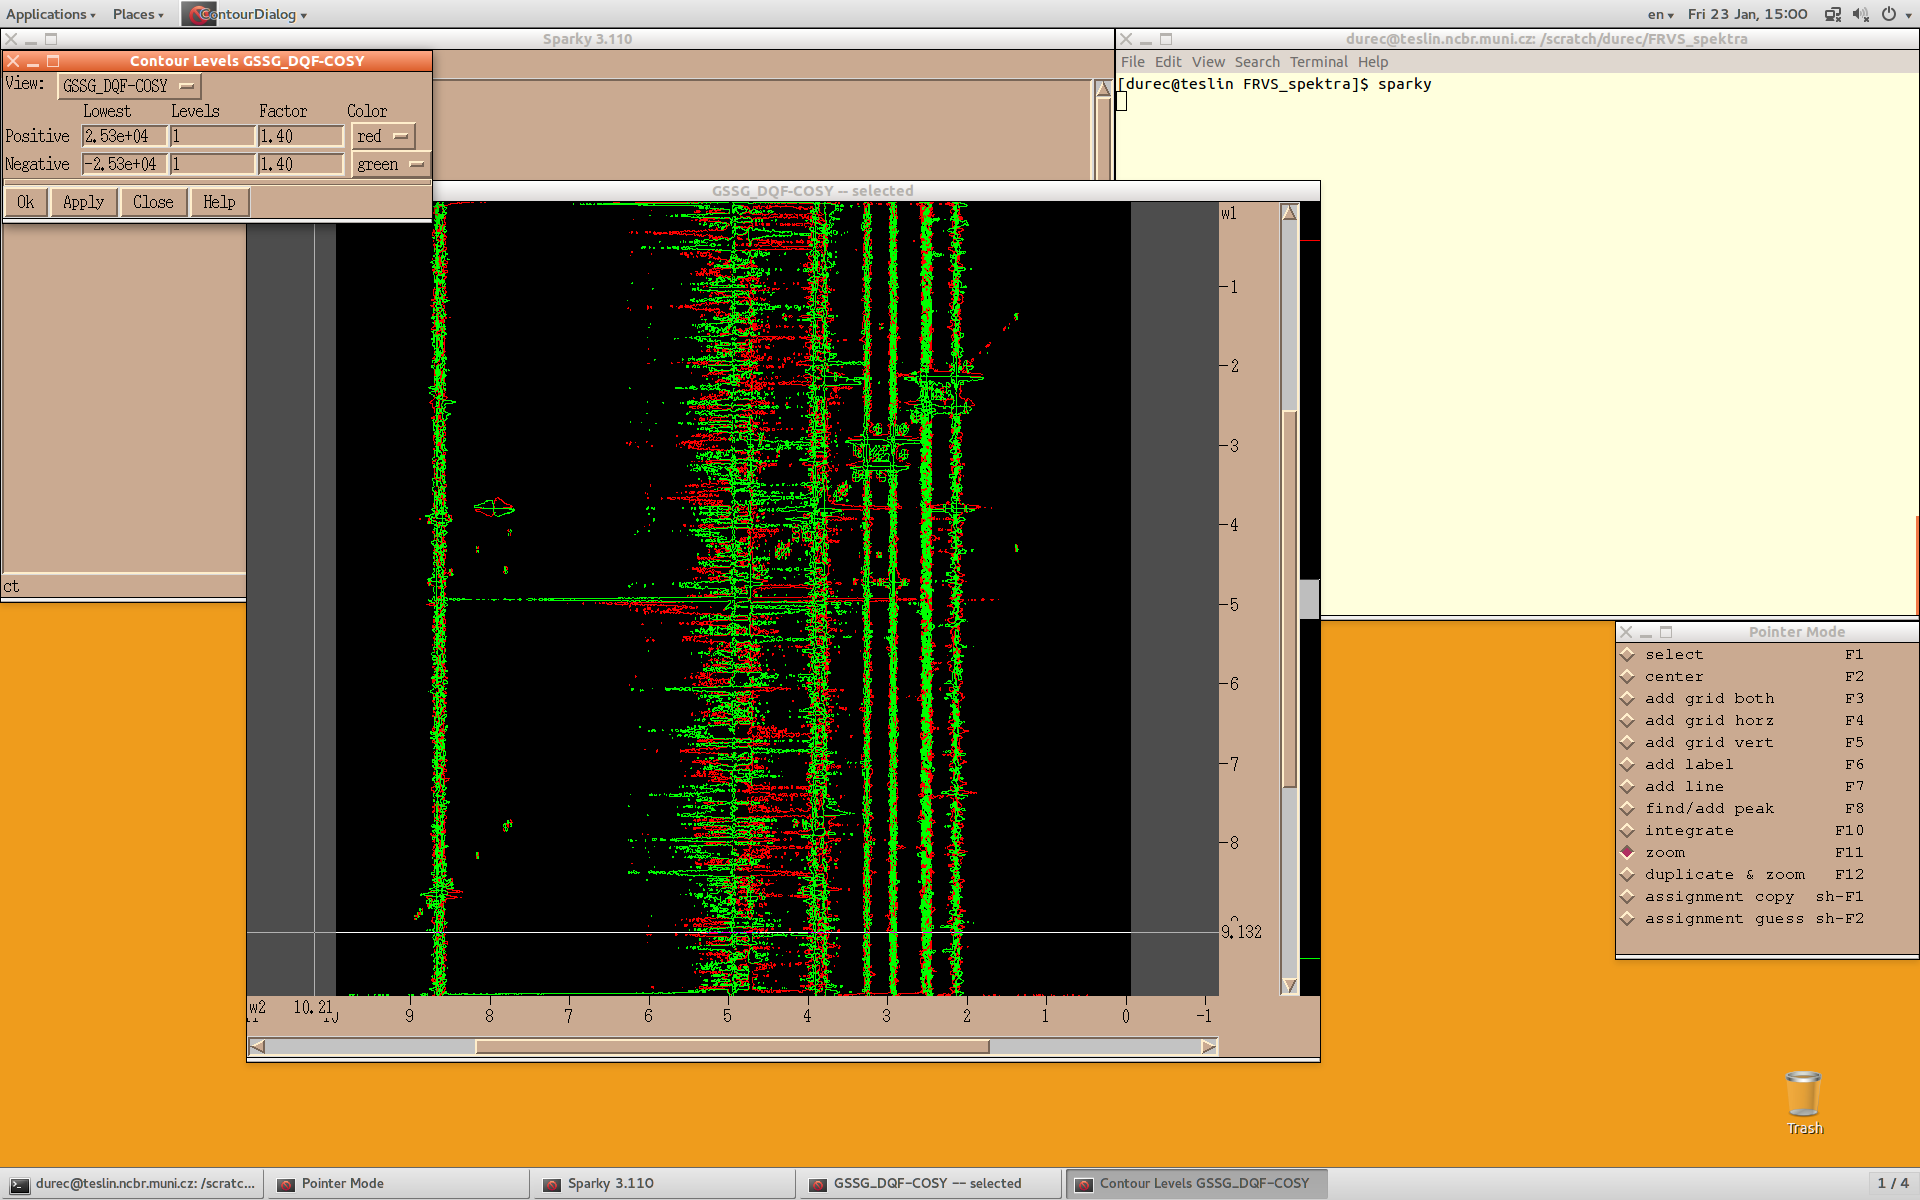 Applications Places ContourDialog en Fri 23 Jan, 15:00
Sparky 3.110
durec@teslin.ncbr.muni.cz: /scratch/durec/FRVS_spektra
File Edit View Search Terminal Help
[durec@teslin FRVS_spektra]$ sparky
Contour Levels GSSG_DQF-COSY
View: GSSG_DQF-COSY
Lowest Levels Factor Color
Positive 2.53e+04 1 1.40 red
Negative -2.53e+04 1 1.40 green
Ok Apply Close Help
ct
GSSG_DQF-COSY -- selected
w1
1
2
3
4
5
6
7
8
9.132
w2 10.21
9 8 7 6 5 4 3 2 1 0 -1
Pointer Mode
select F1
center F2
add grid both F3
add grid horz F4
add grid vert F5
add label F6
add line F7
find/add peak F8
integrate F10
zoom F11
duplicate & zoom F12
assignment copy sh-F1
assignment guess sh-F2
Trash
durec@teslin.ncbr.muni.cz: /scratc...
Pointer Mode
Sparky 3.110
GSSG_DQF-COSY -- selected
Contour Levels GSSG_DQF-COSY
1 / 4